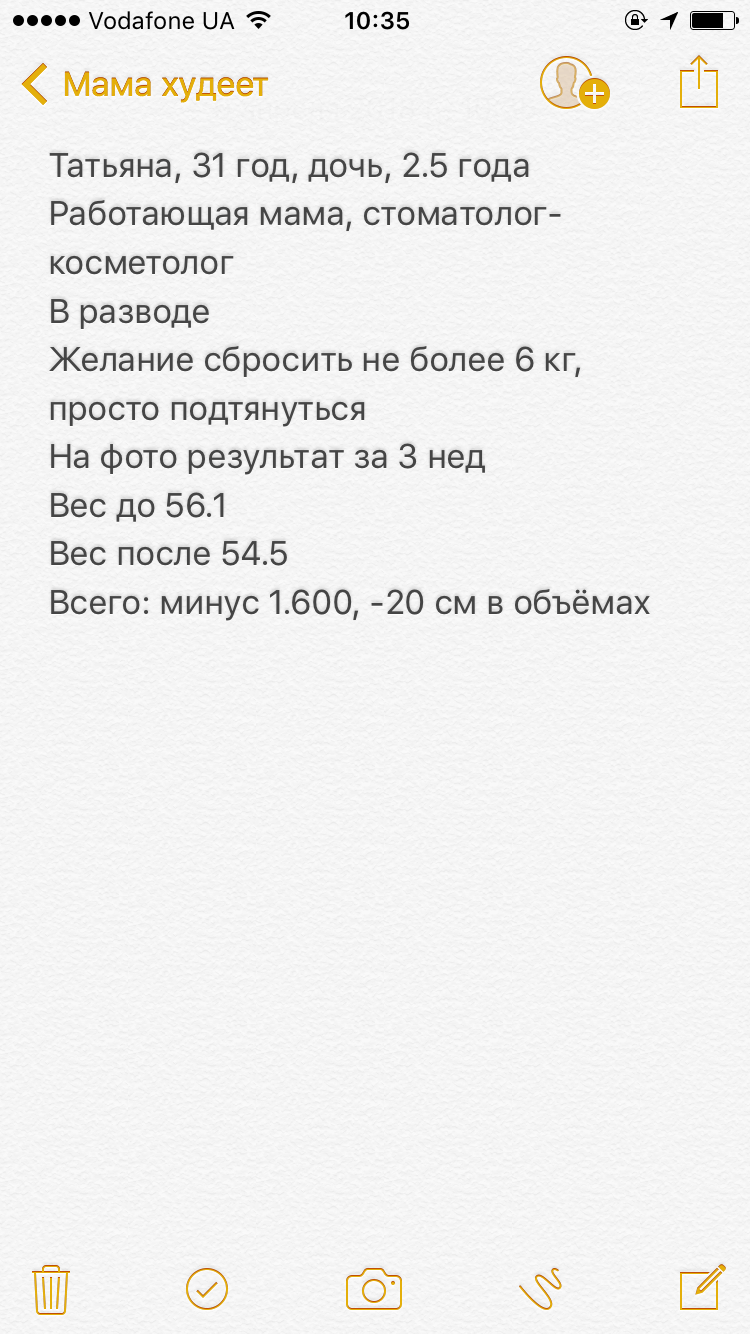 Vodafone UA 10:35
Мама худеет
Татьяна, 31 год, дочь, 2.5 года
Работающая мама, стоматолог-
косметолог
В разводе
Желание сбросить не более 6 кг,
просто подтянуться
На фото результат за 3 нед
Вес до 56.1
Вес после 54.5
Всего: минус 1.600, -20 см в объёмах